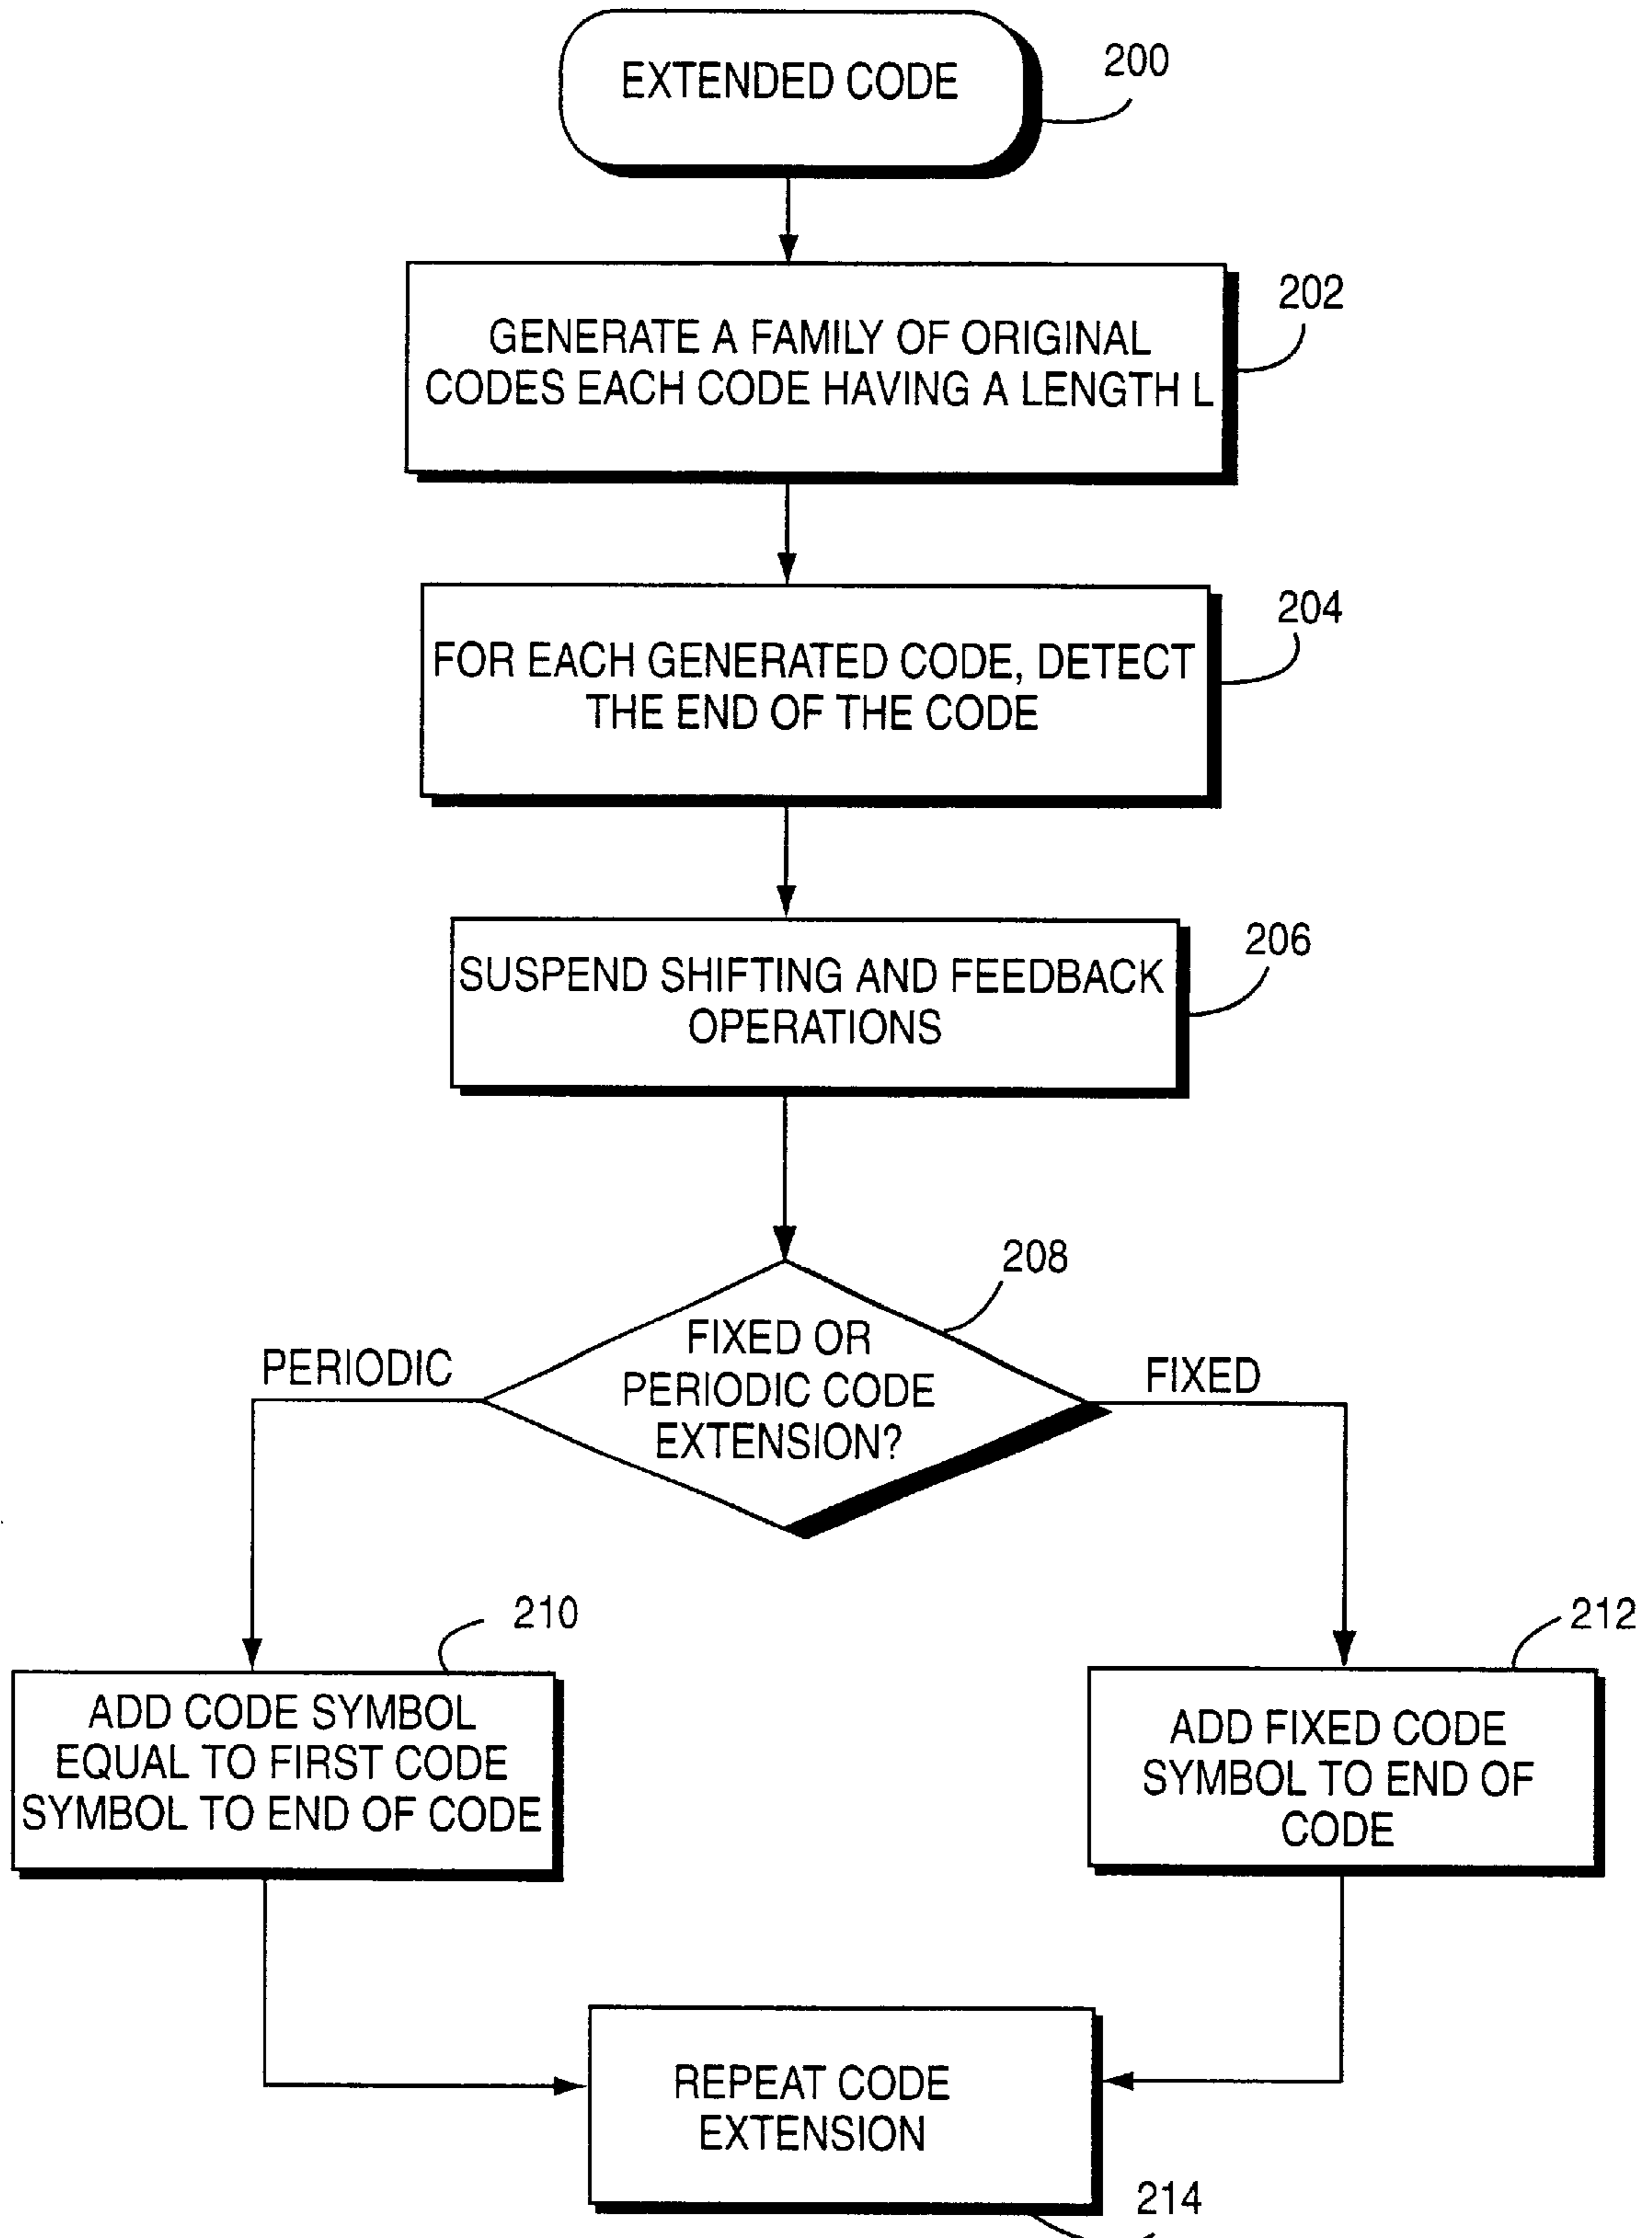 EXTENDED CODE
200
GENERATE A FAMILY OF ORIGINAL
CODES EACH CODE HAVING A LENGTH L
202
FOR EACH GENERATED CODE, DETECT
THE END OF THE CODE
204
SUSPEND SHIFTING AND FEEDBACK
OPERATIONS
206
208
FIXED OR
PERIODIC CODE
EXTENSION?
PERIODIC
FIXED
210
ADD CODE SYMBOL
EQUAL TO FIRST CODE
SYMBOL TO END OF CODE
212
ADD FIXED CODE
SYMBOL TO END OF
CODE
REPEAT CODE
EXTENSION
214